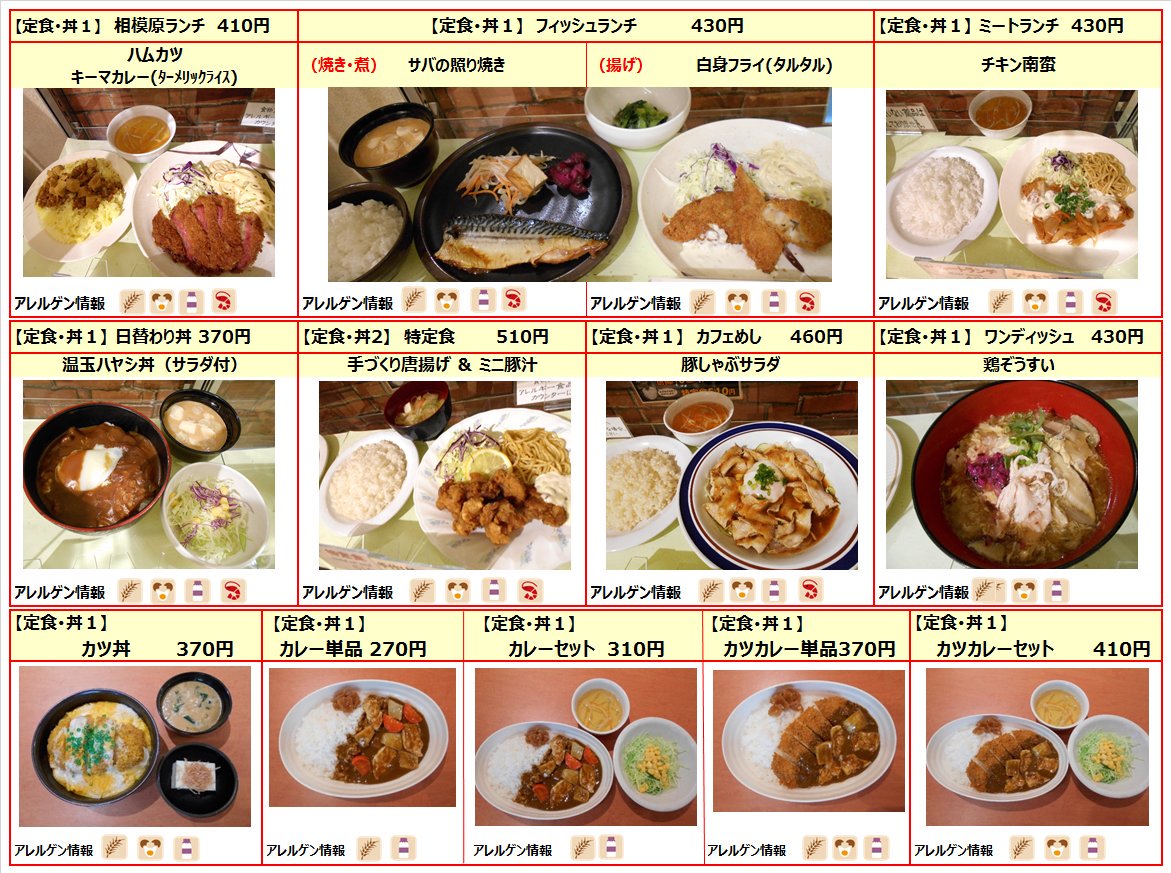 【定食・丼１】 相模原ランチ 410円
ハムカツ
キーマカレー(ﾀｰﾒﾘｯｸﾗｲｽ)
アレルゲン情報
【定食・丼１】 フィッシュランチ 430円
(焼き・煮) サバの照り焼き
アレルゲン情報
(揚げ) 白身フライ(タルタル)
アレルゲン情報
【定食・丼１】 ミートランチ 430円
チキン南蛮
アレルゲン情報
【定食・丼１】 日替わり丼 370円
温玉ハヤシ丼（サラダ付）
アレルゲン情報
【定食・丼2】 特定食 510円
手づくり唐揚げ ＆ ミニ豚汁
アレルゲン情報
【定食・丼１】 カフェめし 460円
豚しゃぶサラダ
アレルゲン情報
【定食・丼１】 ワンディッシュ 430円
鶏ぞうすい
アレルゲン情報
【定食・丼１】
カツ丼 370円
アレルゲン情報
【定食・丼１】
カレー単品 270円
アレルゲン情報
【定食・丼１】
カレーセット 310円
アレルゲン情報
【定食・丼１】
カツカレー単品370円
アレルゲン情報
【定食・丼１】
カツカレーセット 410円
アレルゲン情報